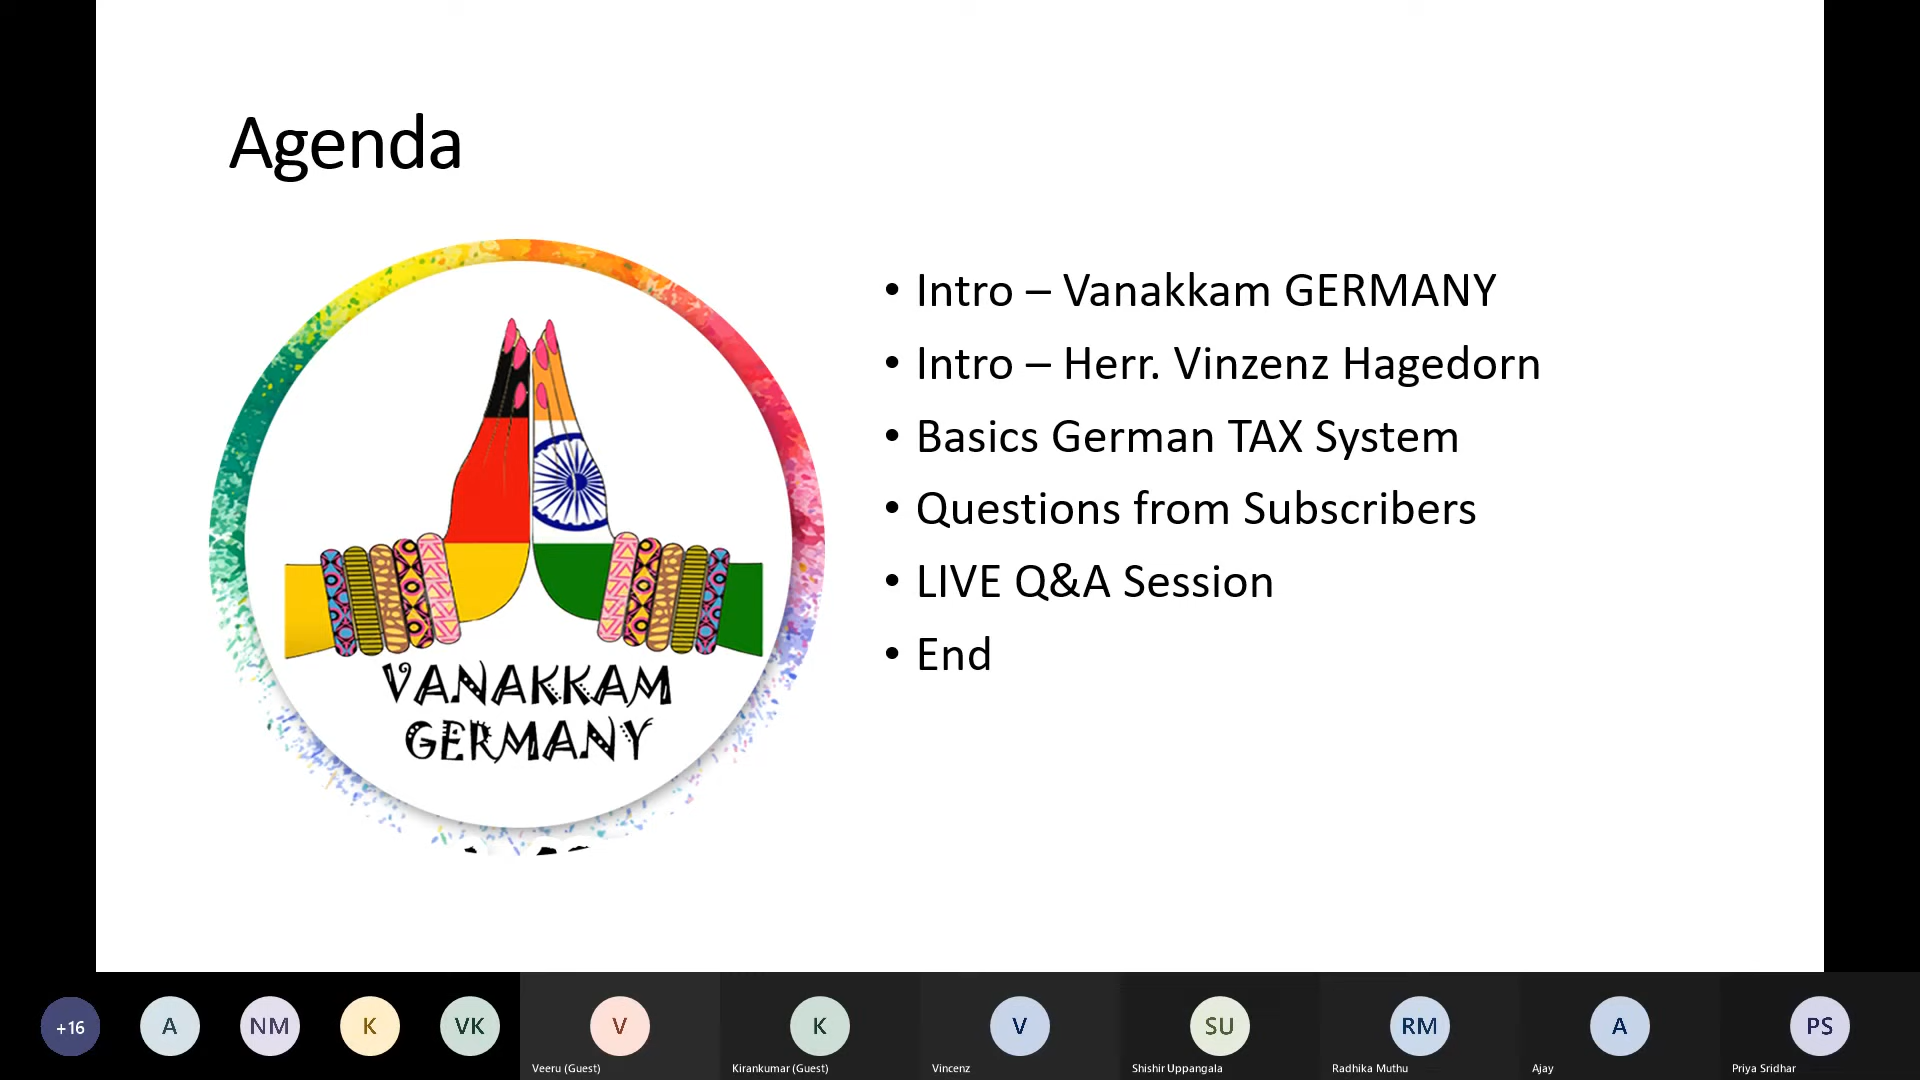 Agenda
• Intro – Vanakkam GERMANY
• Intro – Herr. Vinzenz Hagedorn
• Basics German TAX System
• Questions from Subscribers
• LIVE Q&A Session
• End
VANAKKAM
GERMANY
+16
A
NM
K
VK
V
K
V
SU
RM
A
PS
Veeru (Guest)
Kirankumar (Guest)
Vincenz
Shishir Uppangala
Radhika Muthu
Ajay
Priya Sridhar